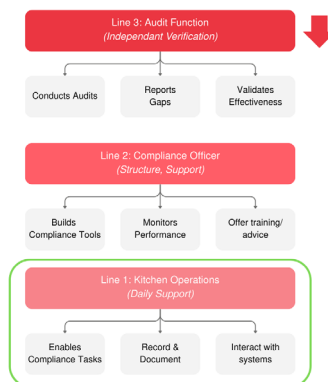 Line 3: Audit Function
(Independant Verification)
Conducts Audits
Reports
Gaps
Validates
Effectiveness
Line 2: Compliance Officer
(Structure, Support)
Builds
Compliance Tools
Monitors
Performance
Offer training/
advice
Line 1: Kitchen Operations
(Daily Support)
Enables
Compliance Tasks
Record &
Document
Interact with
systems